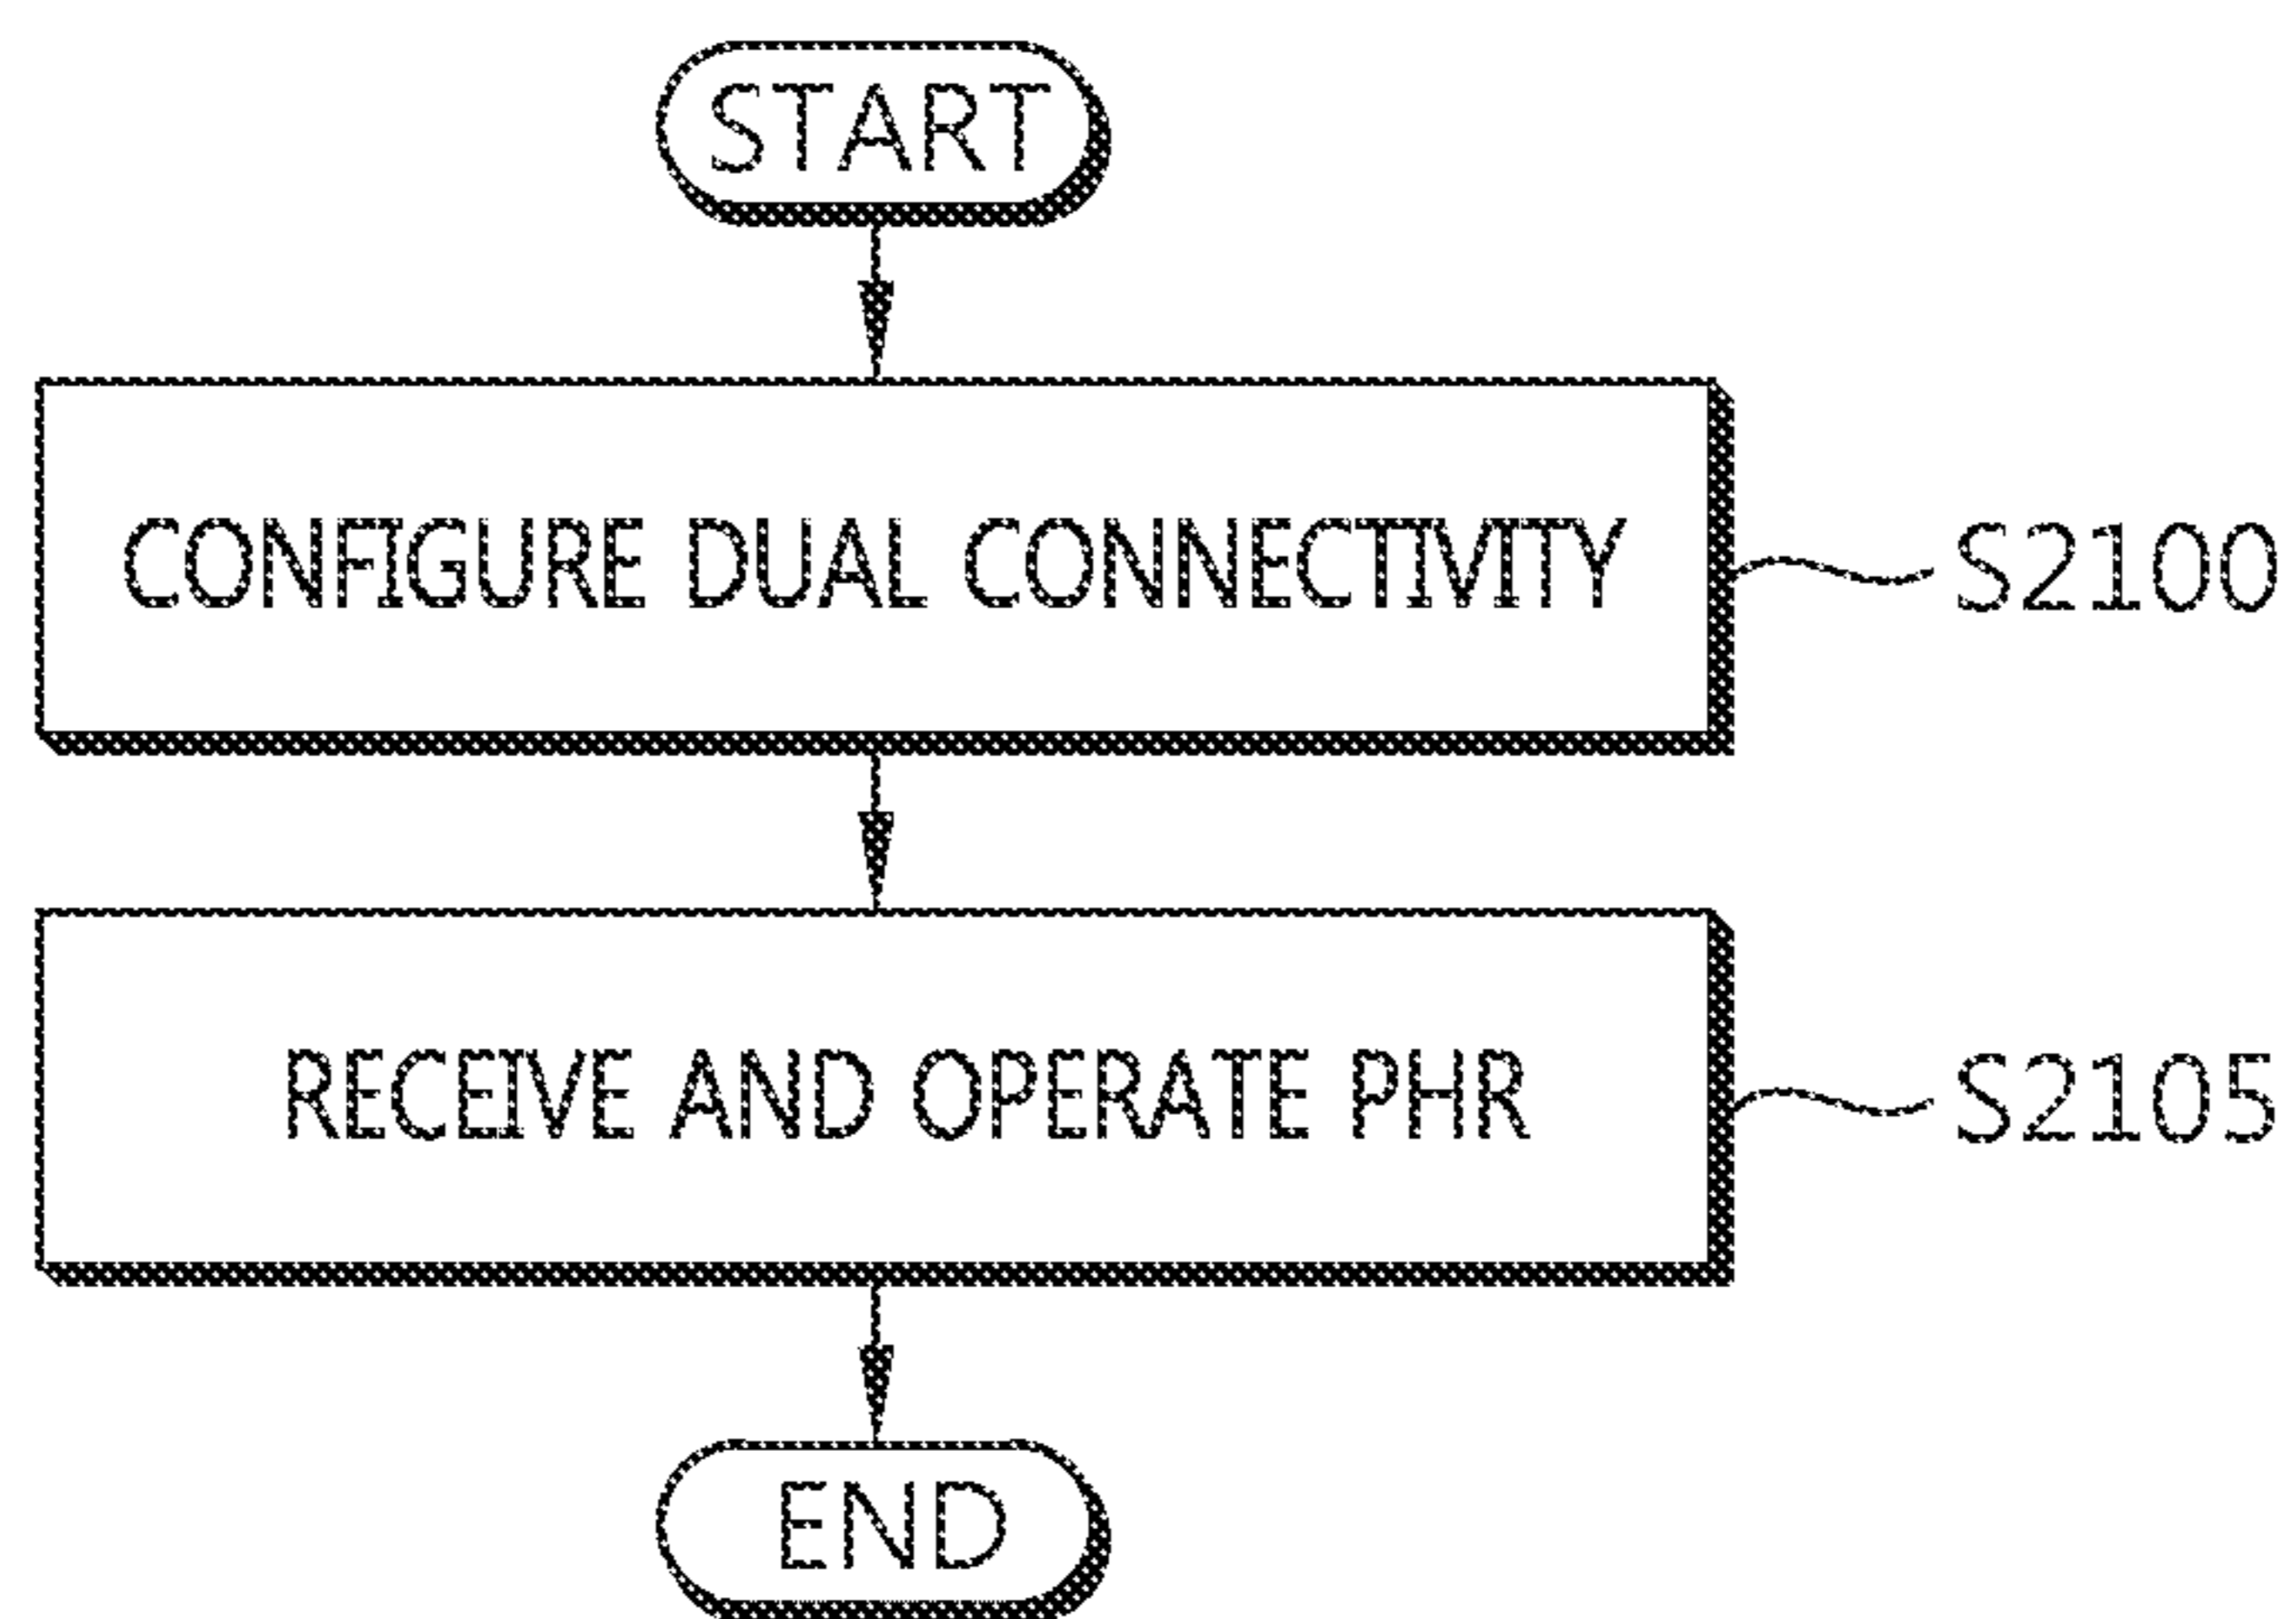 START
CONFIGURE DUAL CONNECTIVITY
S2100
RECEIVE AND OPERATE PHR
S2105
END